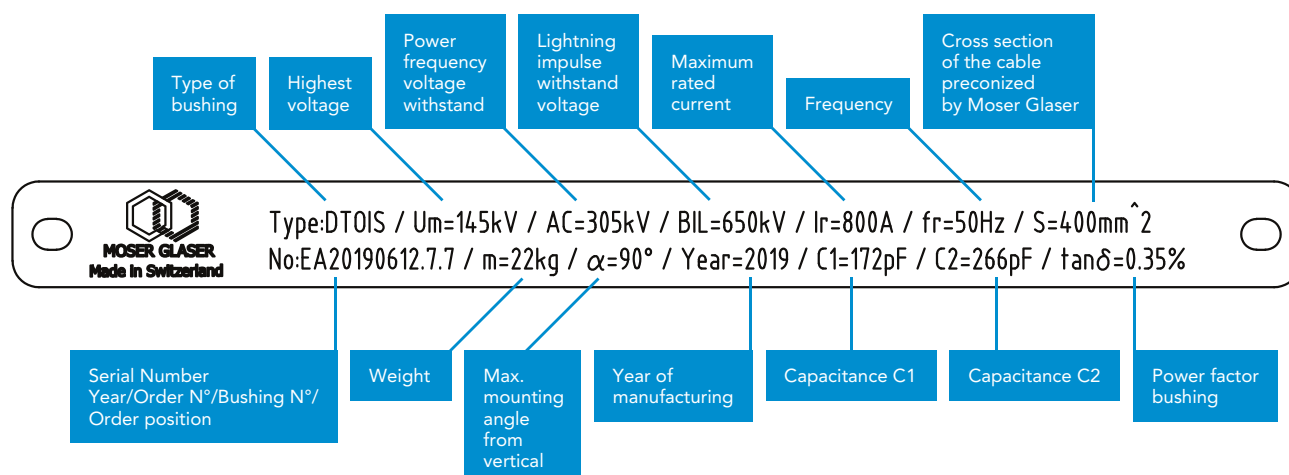 Type of
bushing
Highest
voltage
Power
frequency
voltage
withstand
Lightning
impulse
withstand
voltage
Maximum
rated
current
Frequency
Cross section
of the cable
preconized
by Moser Glaser
MOSER GLASER
Made in Switzerland
Type:DTOIS / Um=145kV / AC=305kV / BIL=650kV / Ir=800A / fr=50Hz / S=400mm^2
No:EA20190612.7.7 / m=22kg / α=90° / Year=2019 / C1=172pF / C2=266pF / tanδ=0.35%
Serial Number
Year/Order N°/Bushing N°/
Order position
Weight
Max.
mounting
angle
from
vertical
Year of
manufacturing
Capacitance C1
Capacitance C2
Power factor
bushing